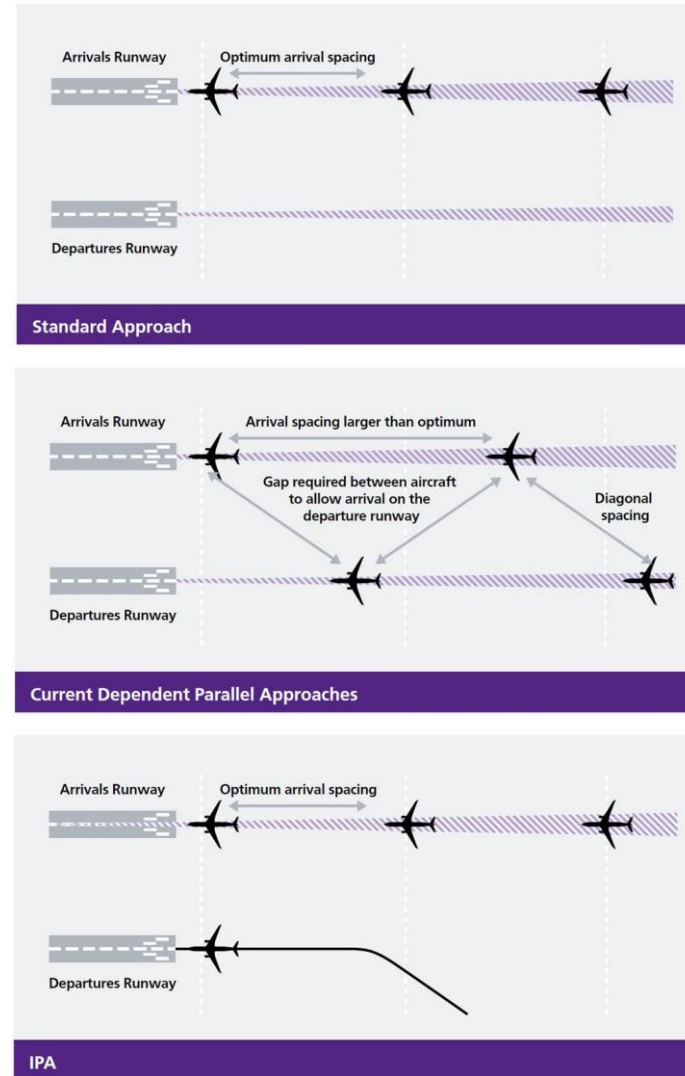 Arrivals Runway
Optimum arrival spacing
Departures Runway
Standard Approach
Arrivals Runway
Arrival spacing larger than optimum
Gap required between aircraft
to allow arrival on the
departure runway
Diagonal
spacing
Departures Runway
Current Dependent Parallel Approaches
Arrivals Runway
Optimum arrival spacing
Departures Runway
IPA